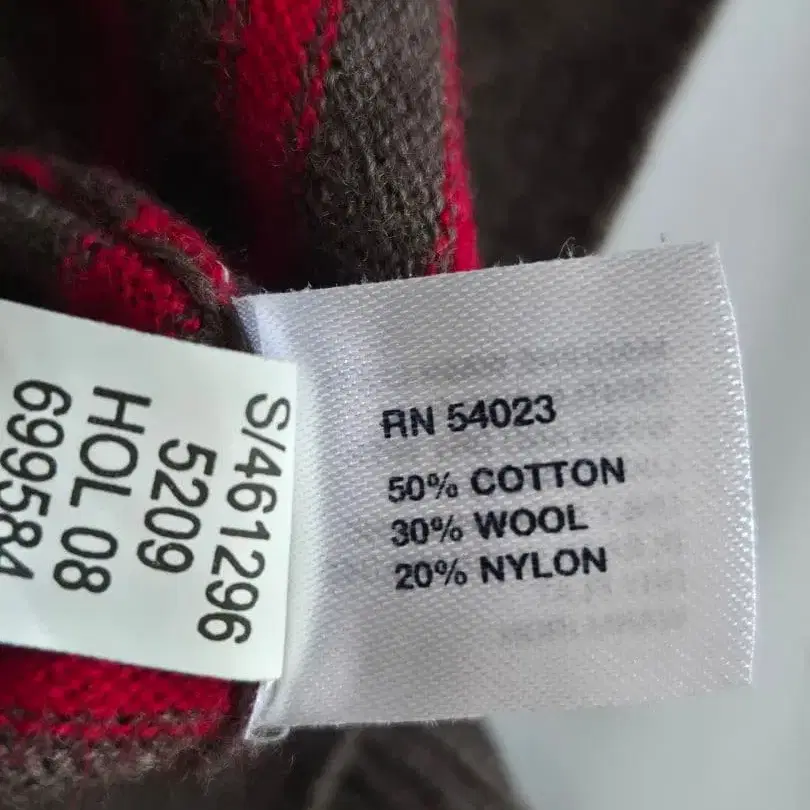 S/461296
5209
HOL 08
699584
RN 54023
50% COTTON
30% WOOL
20% NYLON